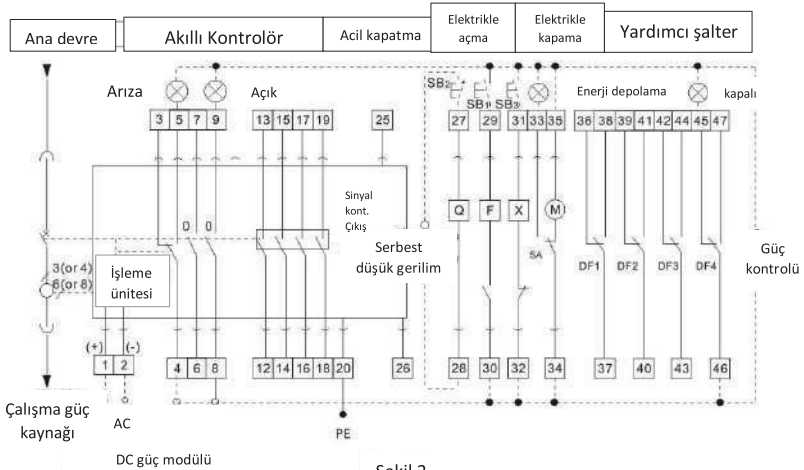 Ana devre
Akıllı Kontrolör
Acil kapatma
Elektrikle
açma
Elektrikle
kapama
Yardımcı şalter
Arıza
Açık
SB2
SB1
SB3
Enerji depolama
kapalı
3 5 7 9 13 15 17 19 25 27 29 31 33 35 36 38 39 41 42 44 45 47
Sinyal
kont.
Çıkış
Q F X M
0 0
Serbest
düşük gerilim
SA
DF1 DF2 DF3 DF4
Güç
kontrolü
3(or 4)
6(or 8)
İşleme
ünitesi
(+) (-)
1 2 4 6 8 12 14 16 18 20 26 28 30 32 34 37 40 43 46
Çalışma güç
kaynağı
AC
PE
DC güç modülü
Şekil 2